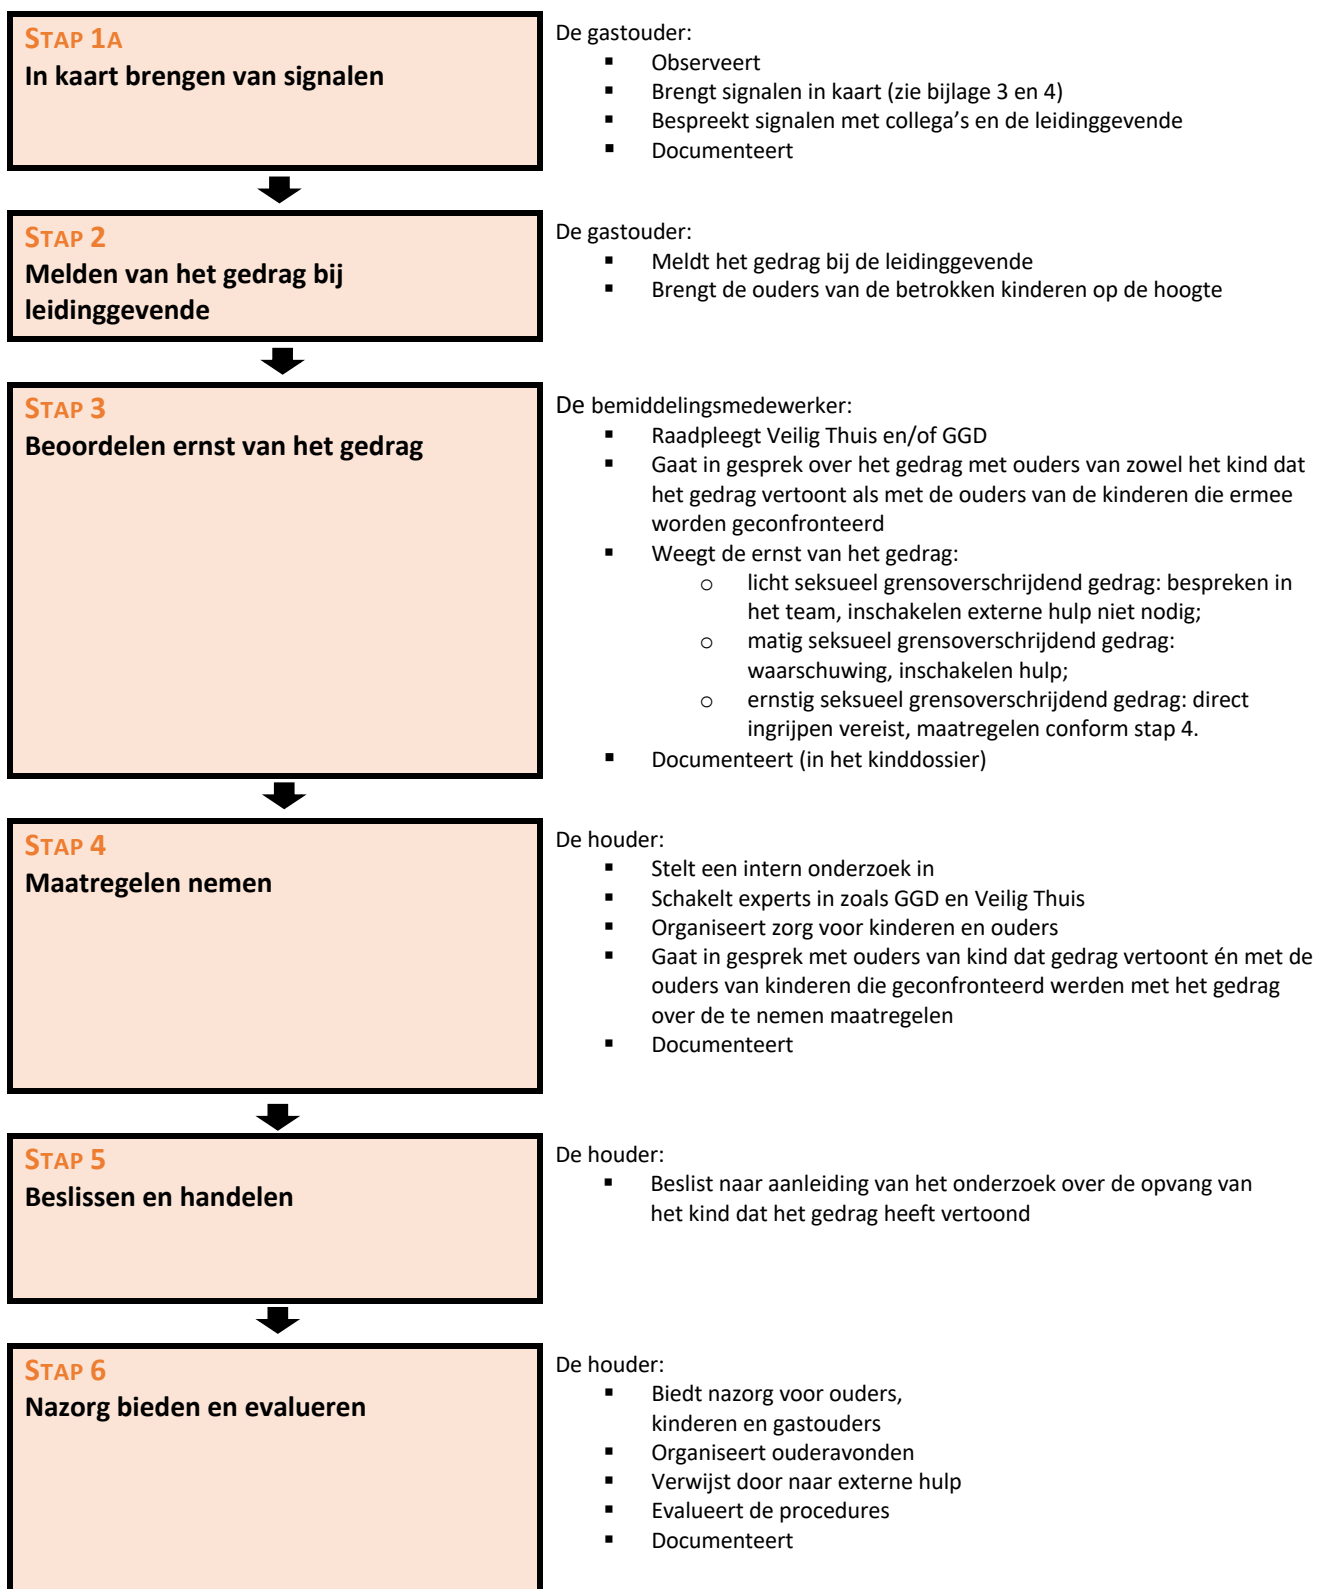 STAP 1A
In kaart brengen van signalen
De gastouder:
▪ Observeert
▪ Brengt signalen in kaart (zie bijlage 3 en 4)
▪ Bespreekt signalen met collega’s en de leidinggevende
▪ Documenteert
STAP 2
Melden van het gedrag bij
leidinggevende
De gastouder:
▪ Meldt het gedrag bij de leidinggevende
▪ Brengt de ouders van de betrokken kinderen op de hoogte
STAP 3
Beoordelen ernst van het gedrag
De bemiddelingsmedewerker:
▪ Raadpleegt Veilig Thuis en/of GGD
▪ Gaat in gesprek over het gedrag met ouders van zowel het kind dat
het gedrag vertoont als met de ouders van de kinderen die ermee
worden geconfronteerd
▪ Weegt de ernst van het gedrag:
o licht seksueel grensoverschrijdend gedrag: bespreken in
het team, inschakelen externe hulp niet nodig;
o matig seksueel grensoverschrijdend gedrag:
waarschuwing, inschakelen hulp;
o ernstig seksueel grensoverschrijdend gedrag: direct
ingrijpen vereist, maatregelen conform stap 4.
▪ Documenteert (in het kinddossier)
STAP 4
Maatregelen nemen
De houder:
▪ Stelt een intern onderzoek in
▪ Schakelt experts in zoals GGD en Veilig Thuis
▪ Organiseert zorg voor kinderen en ouders
▪ Gaat in gesprek met ouders van kind dat gedrag vertoont én met de
ouders van kinderen die geconfronteerd werden met het gedrag
over de te nemen maatregelen
▪ Documenteert
STAP 5
Beslissen en handelen
De houder:
▪ Beslist naar aanleiding van het onderzoek over de opvang van
het kind dat het gedrag heeft vertoond
STAP 6
Nazorg bieden en evalueren
De houder:
▪ Biedt nazorg voor ouders,
kinderen en gastouders
▪ Organiseert ouderavonden
▪ Verwijst door naar externe hulp
▪ Evalueert de procedures
▪ Documenteert